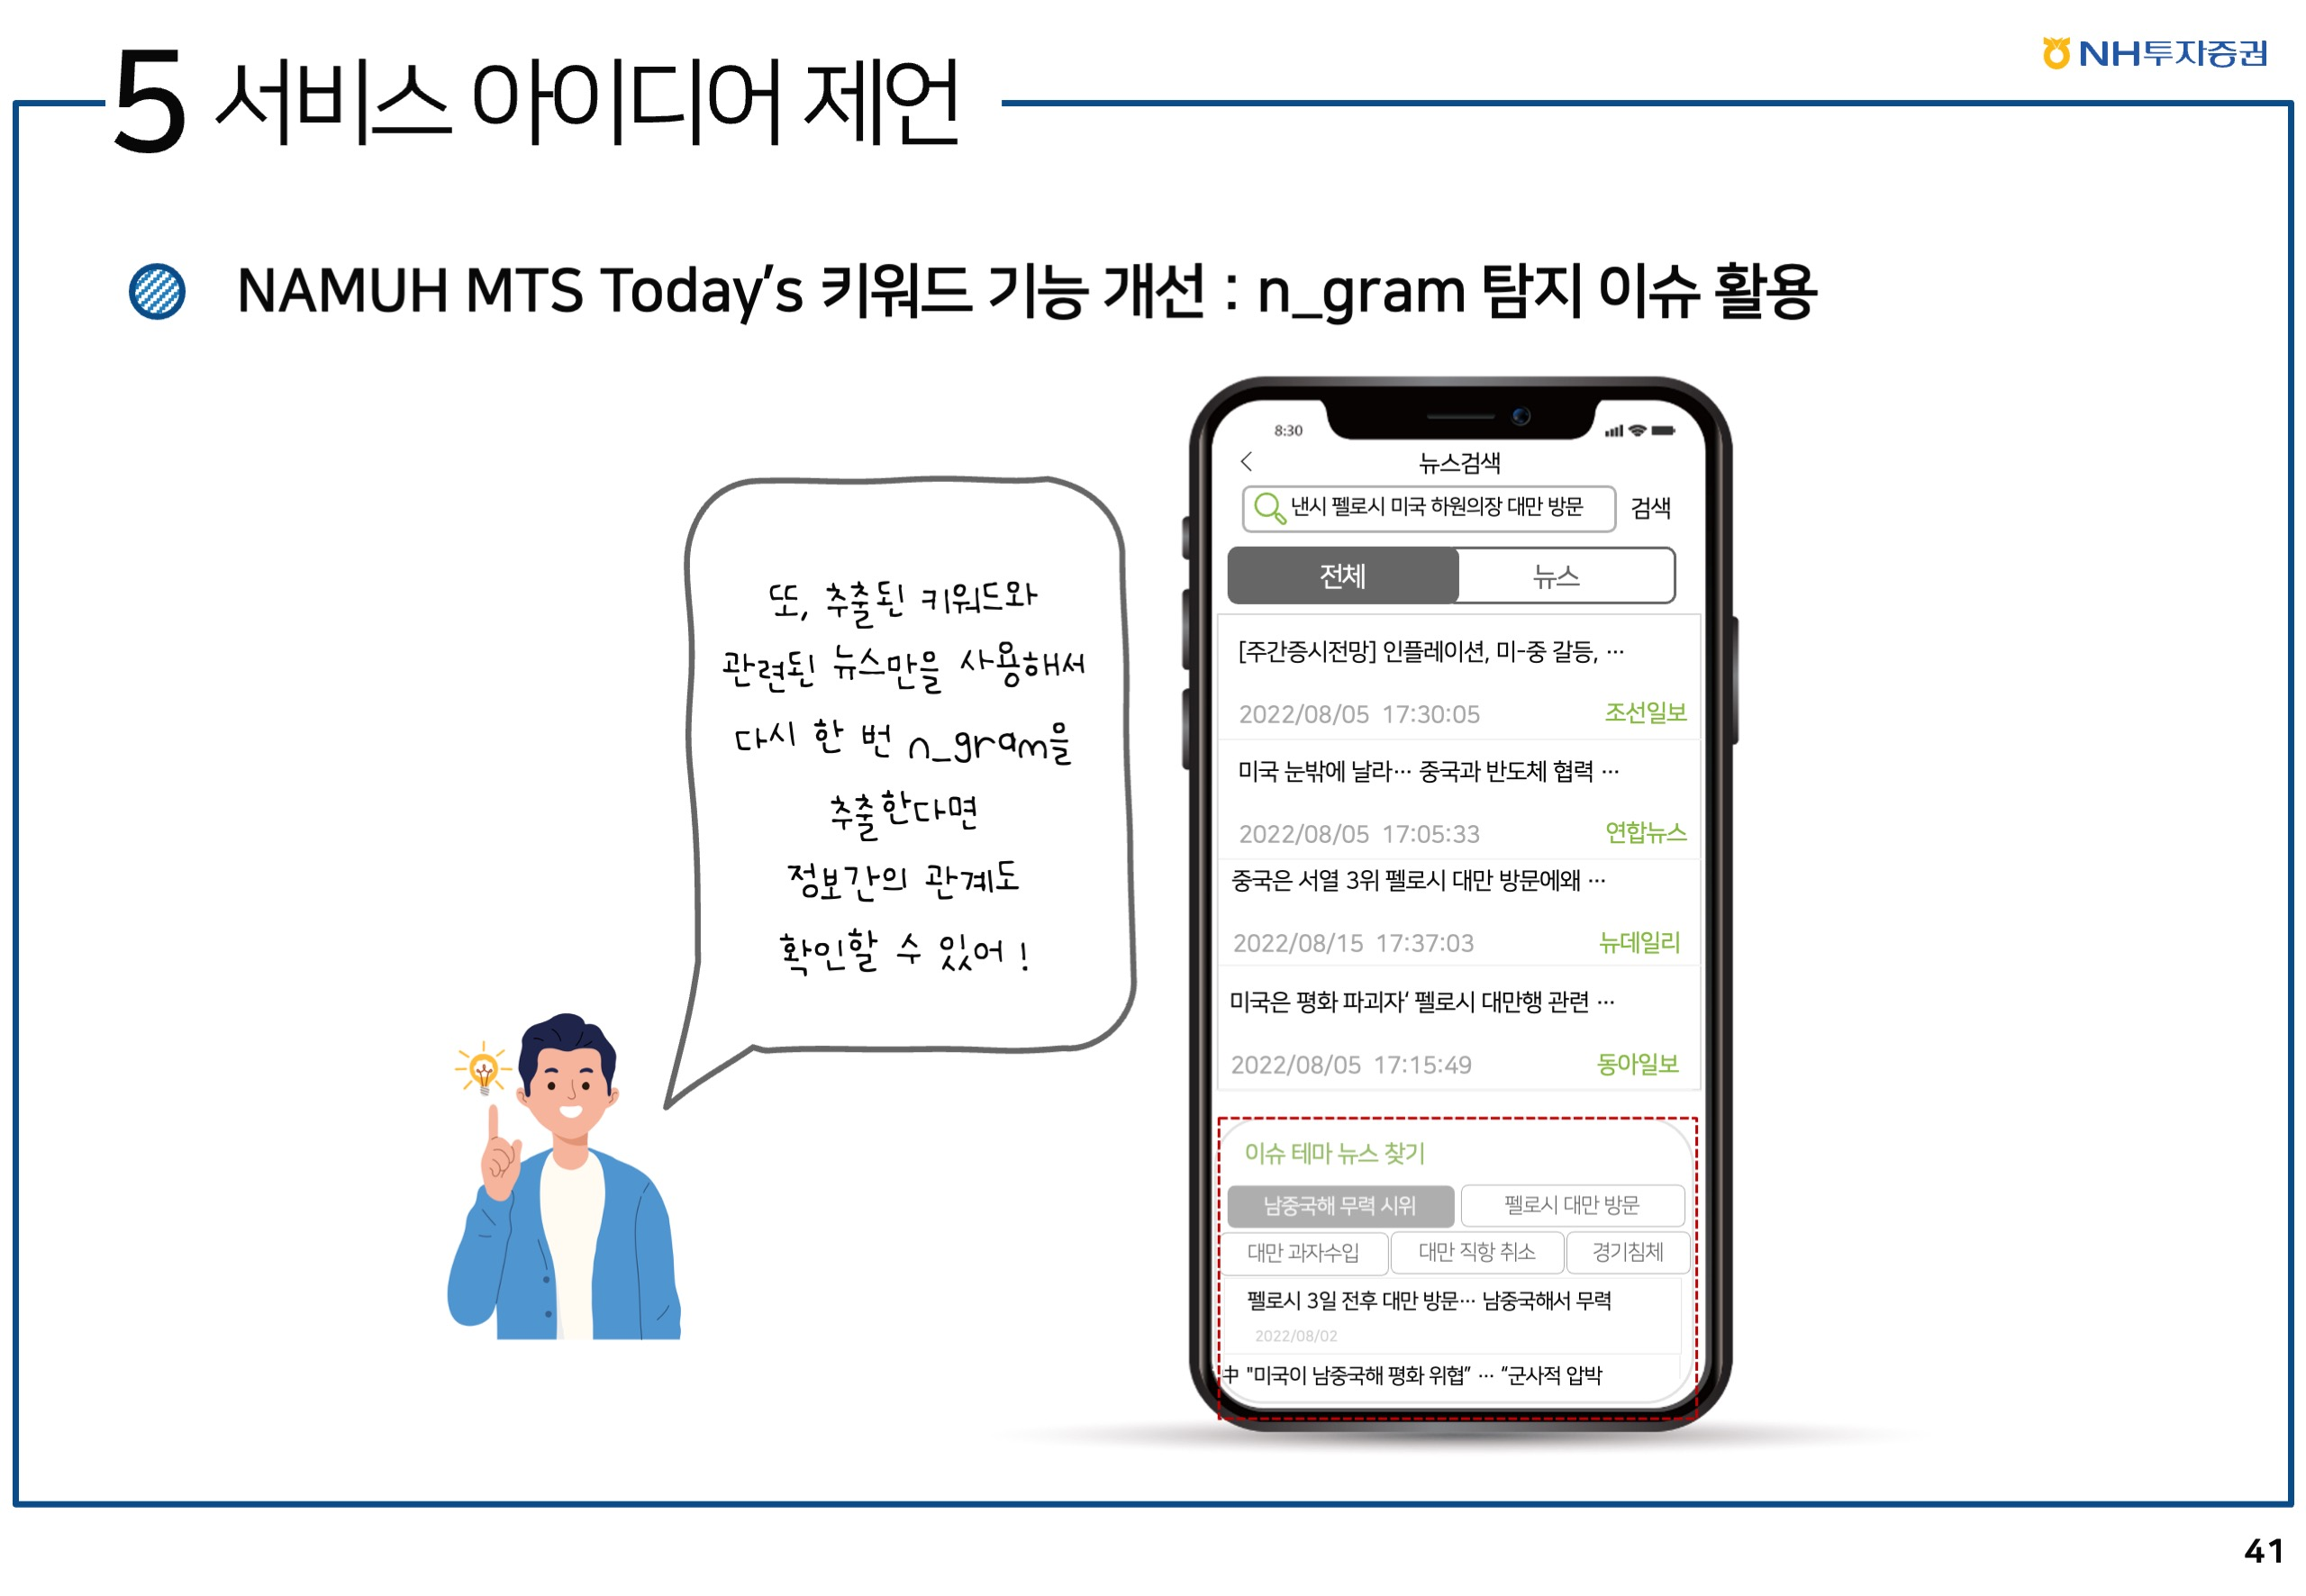 5 서비스 아이디어 제언
NH투자증권
NAMUH MTS Today's 키워드 기능 개선 : n_gram 탐지 이슈 활용
또, 추출된 키워드와
관련된 뉴스만을 사용해서
다시 한 번 n_gram을
추출한다면
정보간의 관계도
확인할 수 있어 !
8:30
뉴스검색
낸시 펠로시 미국 하원의장 대만 방문 검색
전체 뉴스
[주간증시전망] 인플레이션, 미-중 갈등, …
2022/08/05 17:30:05 조선일보
미국 눈밖에 날라… 중국과 반도체 협력 …
2022/08/05 17:05:33 연합뉴스
중국은 서열 3위 펠로시 대만 방문에왜 …
2022/08/15 17:37:03 뉴데일리
미국은 평화 파괴자‘ 펠로시 대만행 관련 …
2022/08/05 17:15:49 동아일보
이슈 테마 뉴스 찾기
남중국해 무력 시위 펠로시 대만 방문
대만 과자수입 대만 직항 취소 경기침체
펠로시 3일 전후 대만 방문… 남중국해서 무력
2022/08/02
中 "미국이 남중국해 평화 위협” … “군사적 압박
41